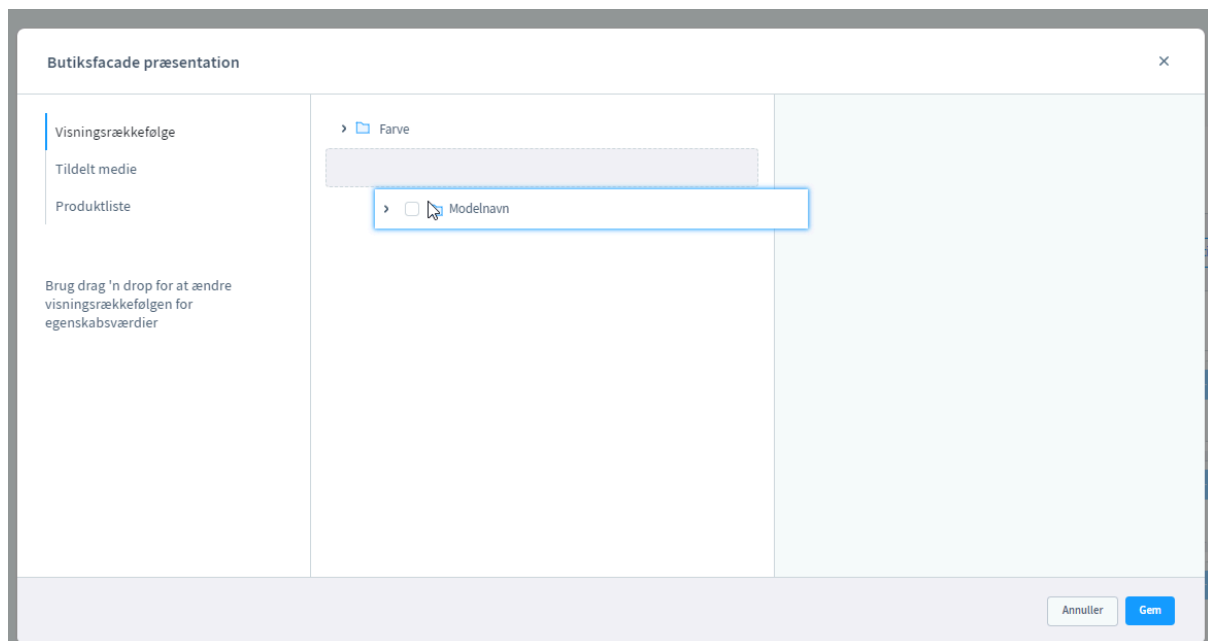 Butiksfacade præsentation
Visningsrækkefølge
Tildelt medie
Produktliste
Brug drag 'n drop for at ændre
visningsrækkefølgen for
egenskabsværdier
Farve
Modelnavn
Annuller
Gem